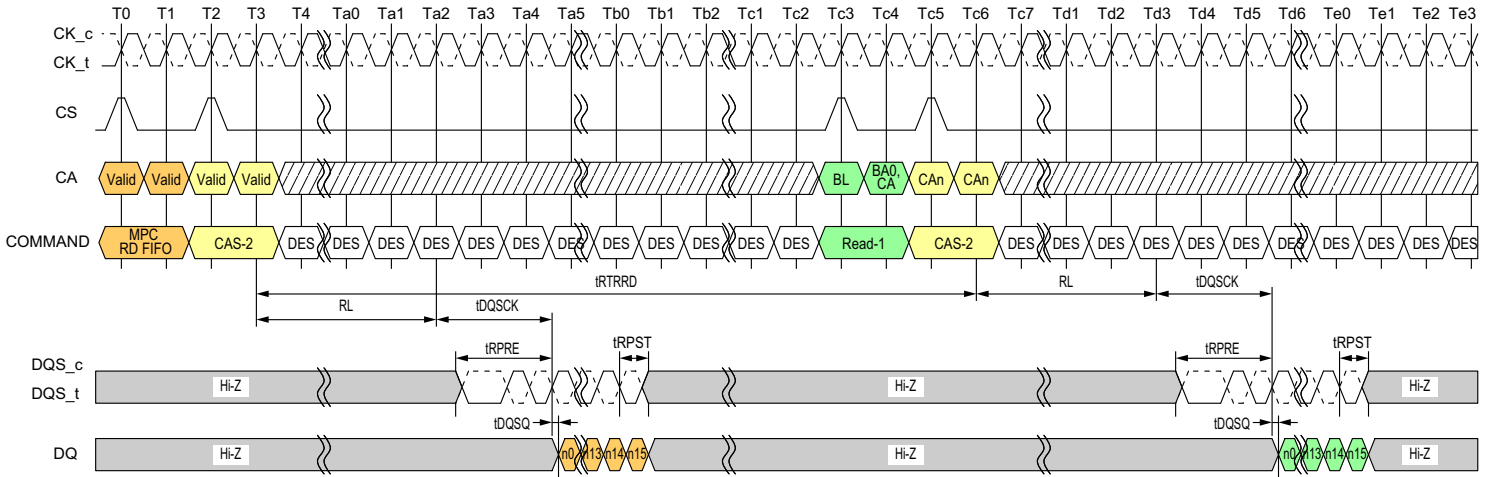 T0 T1 T2 T3 T4 Ta0 Ta1 Ta2 Ta3 Ta4 Ta5 Tb0 Tb1 Tb2 Tc1 Tc2 Tc3 Tc4 Tc5 Tc6 Tc7 Td1 Td2 Td3 Td4 Td5 Td6 Te0 Te1 Te2 Te3
CK_c
CK_t
CS
CA Valid Valid Valid Valid BL BA0, CA CAn CAn
COMMAND MPC RD FIFO CAS-2 DES DES DES DES DES DES DES DES DES DES DES DES Read-1 CAS-2 DES DES DES DES DES DES DES DES DES DES DES
tRTRRD
RL tDQSCK RL tDQSCK
tRPRE tRPST tRPRE tRPST
DQS_c
DQS_t Hi-Z Hi-Z Hi-Z
tDQSQ tDQSQ
DQ Hi-Z n0 n13 n14 n15 Hi-Z n0 n13 n14 n15 Hi-Z